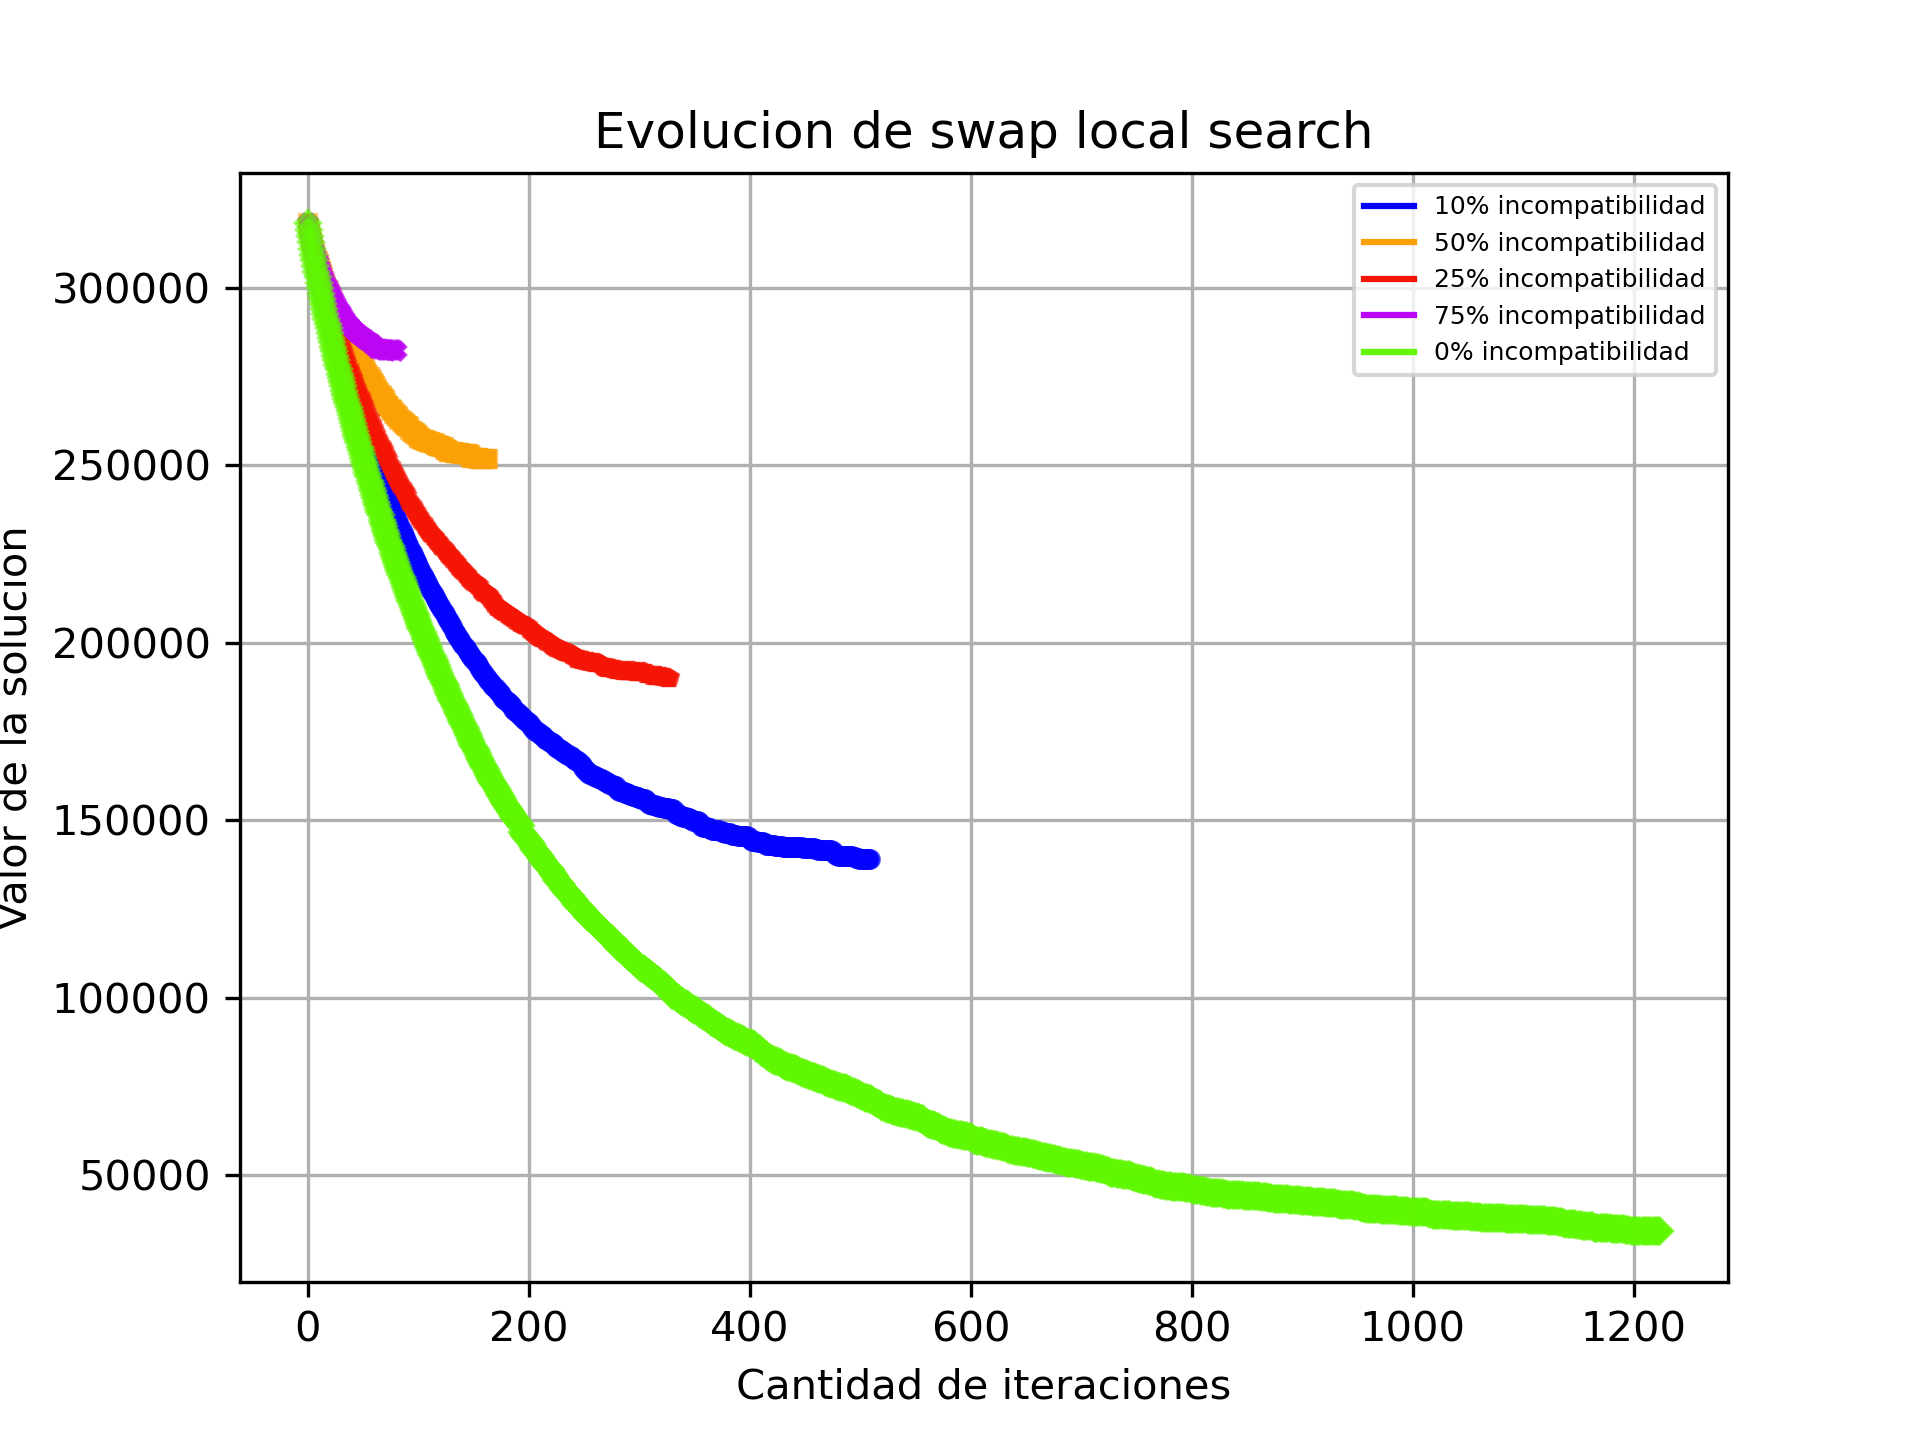 Evolucion de swap local search
10% incompatibilidad
50% incompatibilidad
25% incompatibilidad
75% incompatibilidad
0% incompatibilidad
Valor de la solucion
300000
250000
200000
150000
100000
50000
0 200 400 600 800 1000 1200
Cantidad de iteraciones